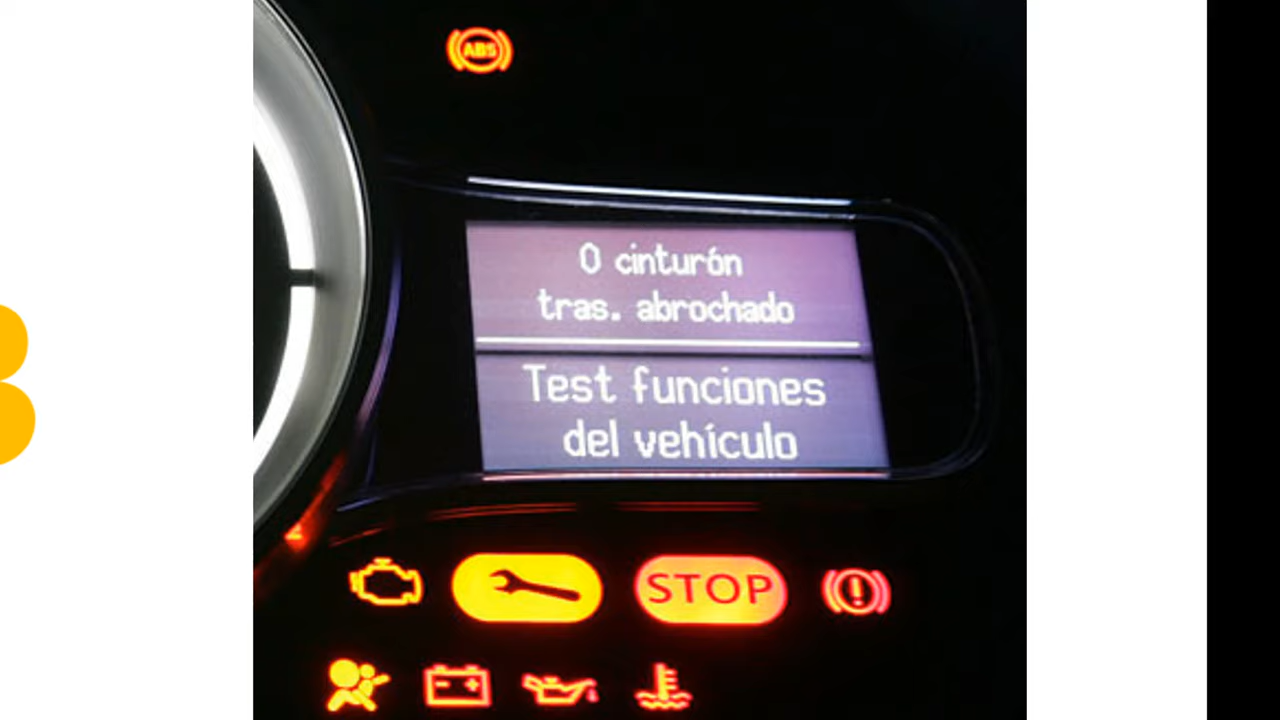 ABS
0 cinturón
tras. abrochado
Test funciones
del vehículo
STOP